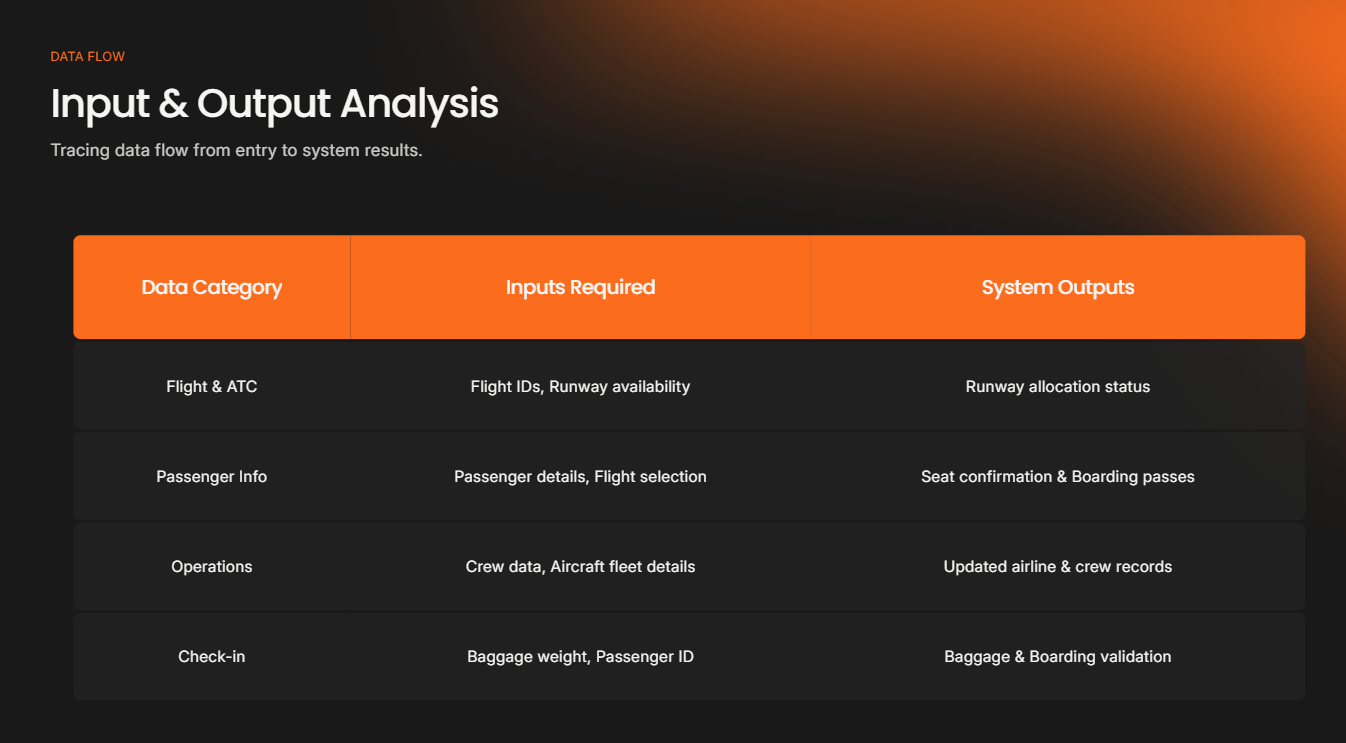 DATA FLOW
Input & Output Analysis
Tracing data flow from entry to system results.
Data Category Inputs Required System Outputs
Flight & ATC Flight IDs, Runway availability Runway allocation status
Passenger Info Passenger details, Flight selection Seat confirmation & Boarding passes
Operations Crew data, Aircraft fleet details Updated airline & crew records
Check-in Baggage weight, Passenger ID Baggage & Boarding validation